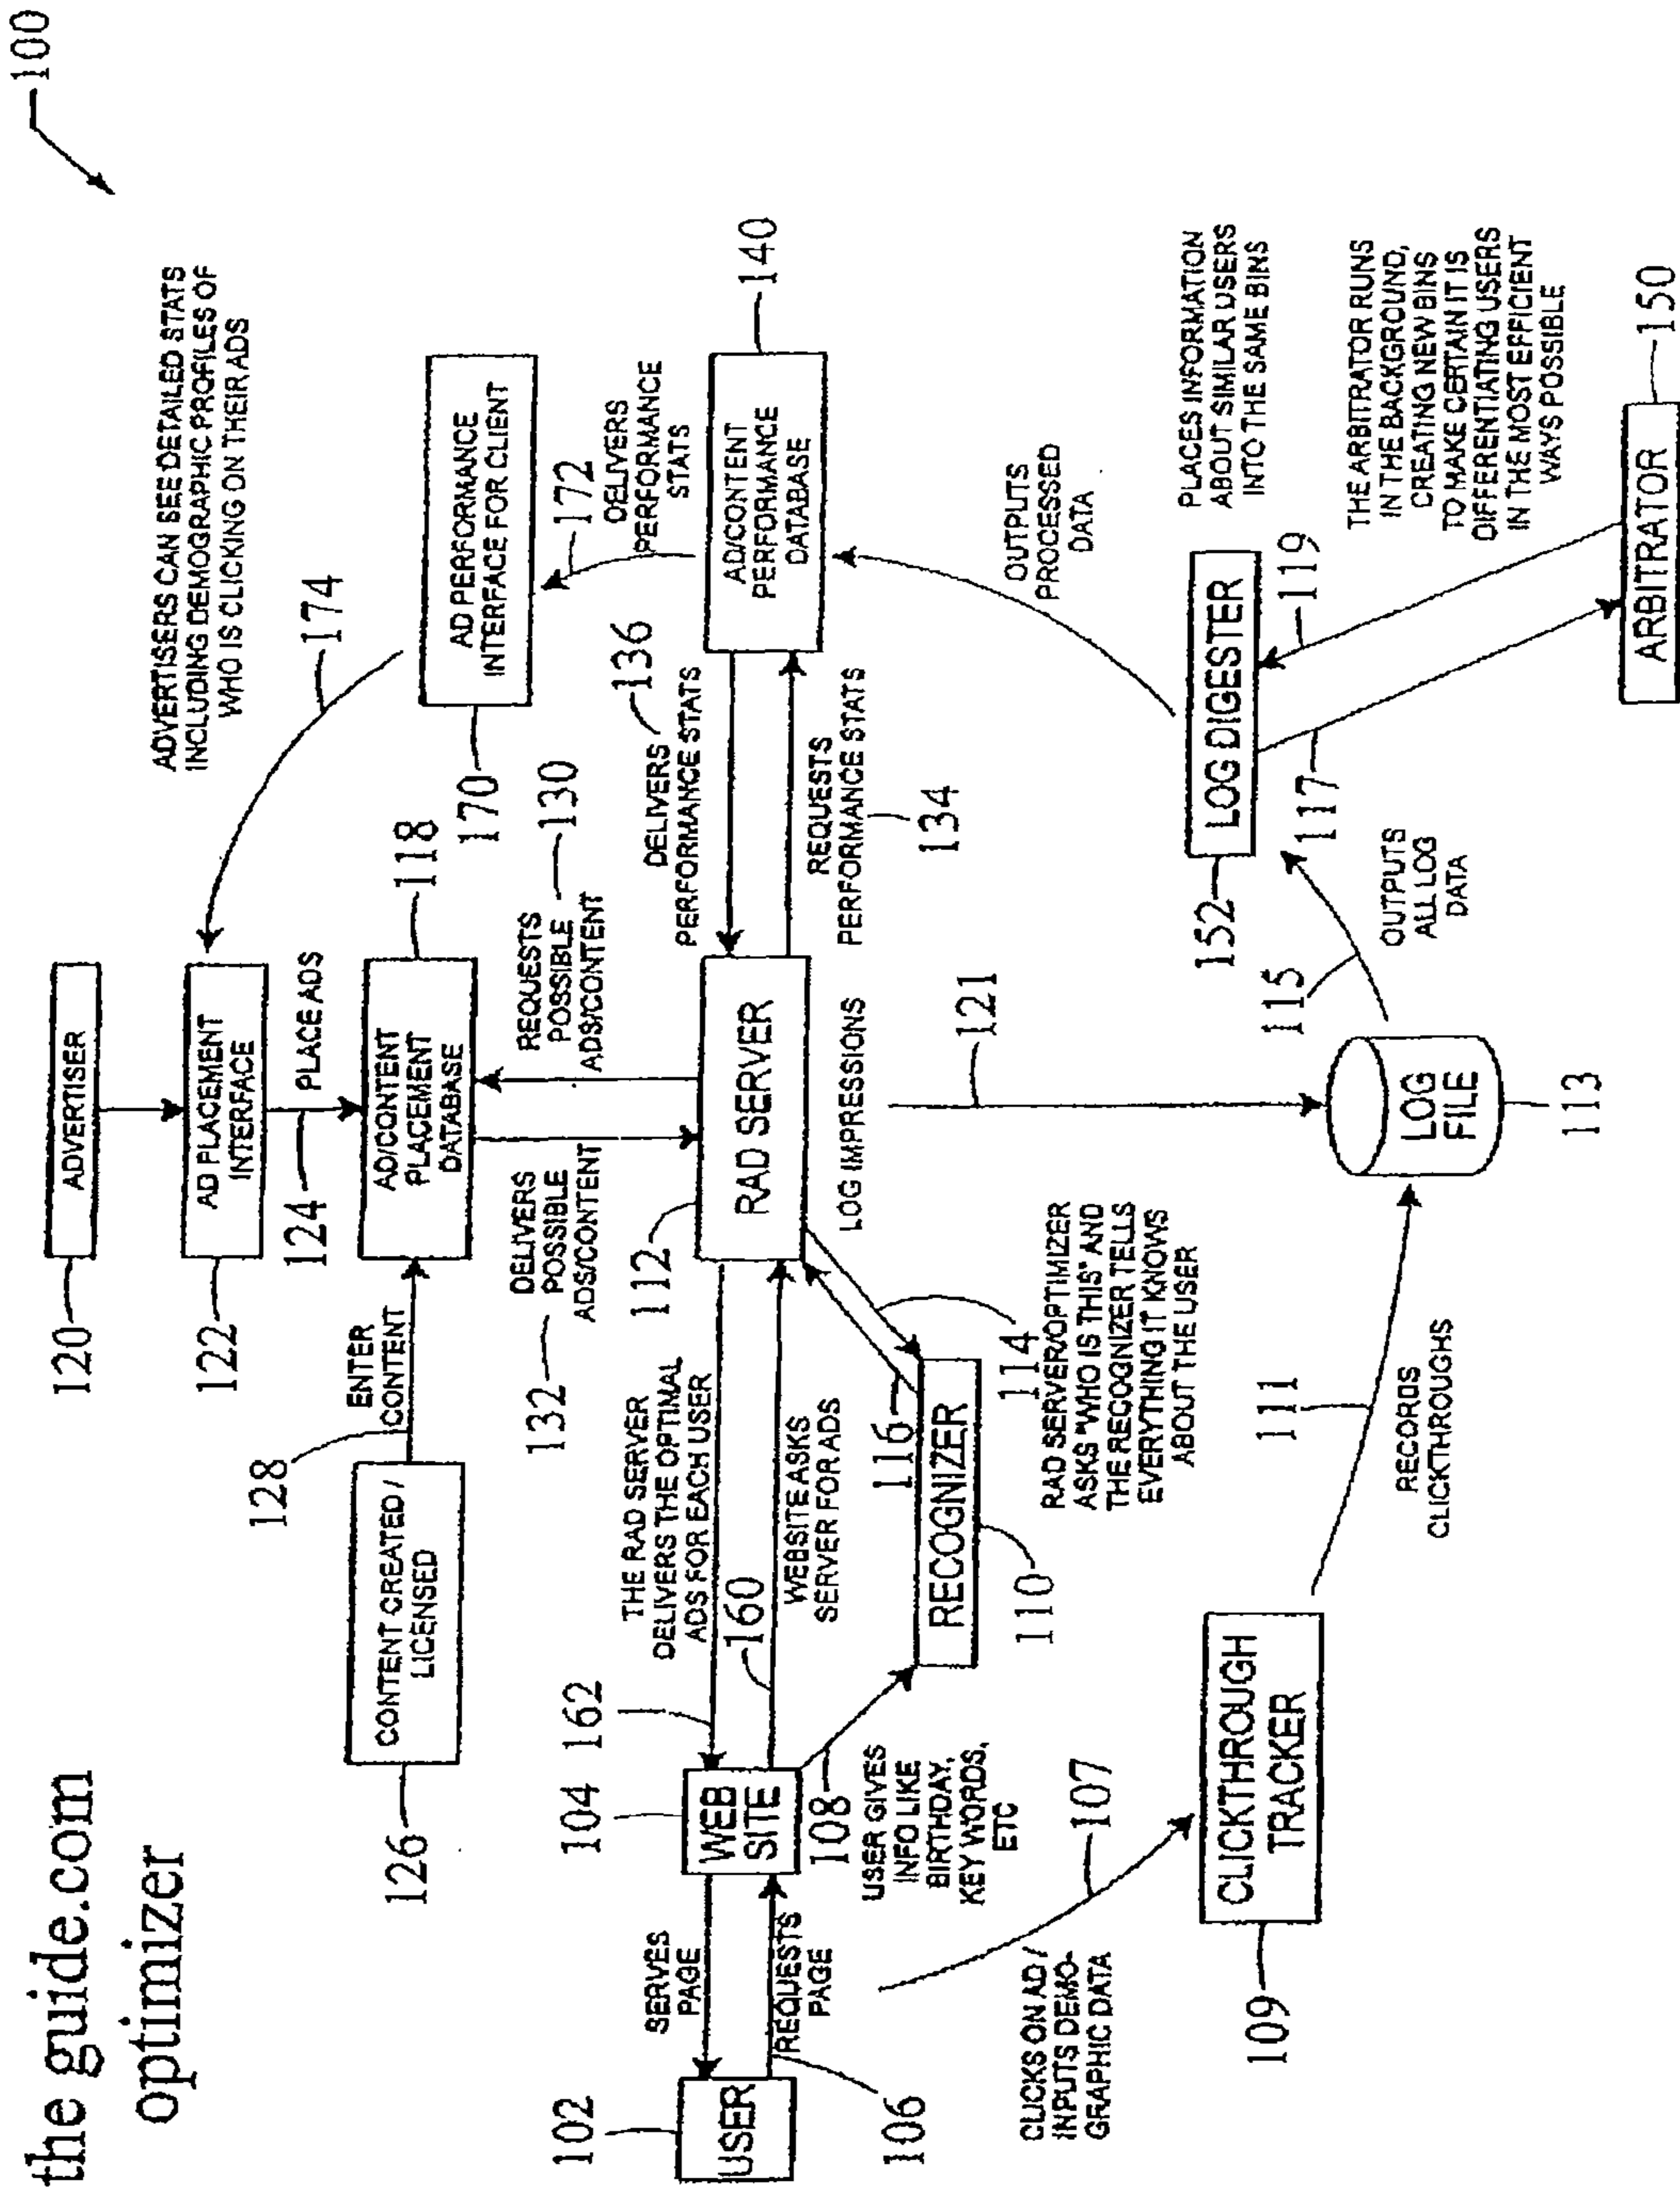 the guide.com
optimizer
100
120
ADVERTISER
122
AD PLACEMENT
INTERFACE
124
PLACE ADS
ADVERTISERS CAN SEE DETAILED STATS
INCLUDING DEMOGRAPHIC PROFILES OF
WHO IS CLICKING ON THEIR ADS
174
128
ENTER
CONTENT
126
CONTENT CREATED /
LICENSED
AD/CONTENT
PLACEMENT
DATABASE
118
170
AD PERFORMANCE
INTERFACE FOR CLIENT
132
DELIVERS
POSSIBLE
ADS/CONTENT
REQUESTS
POSSIBLE
ADS/CONTENT
130
172
DELIVERS
PERFORMANCE
STATS
102
USER
SERVES
PAGE
REQUESTS
PAGE
106
104
WEB
SITE
162
THE RAD SERVER
DELIVERS THE OPTIMAL
ADS FOR EACH USER
160
WEBSITE ASKS
SERVER FOR ADS
112
RAD SERVER
DELIVERS
PERFORMANCE STATS
136
REQUESTS
PERFORMANCE STATS
134
AD/CONTENT
PERFORMANCE
DATABASE
140
108
USER GIVES
INFO LIKE
BIRTHDAY,
KEY WORDS,
ETC
116
RECOGNIZER
110
114
RAD SERVER/OPTIMIZER
ASKS "WHO IS THIS" AND
THE RECOGNIZER TELLS
EVERYTHING IT KNOWS
ABOUT THE USER
LOG IMPRESSIONS
121
OUTPUTS
PROCESSED
DATA
CLICKS ON AD /
INPUTS DEMO-
GRAPHIC DATA
107
109
CLICKTHROUGH
TRACKER
111
RECORDS
CLICKTHROUGHS
LOG
FILE
113
115
OUTPUTS
ALL LOG
DATA
152
LOG DIGESTER
PLACES INFORMATION
ABOUT SIMILAR USERS
INTO THE SAME BINS
117
119
THE ARBITRATOR RUNS
IN THE BACKGROUND,
CREATING NEW BINS
TO MAKE CERTAIN IT IS
DIFFERENTIATING USERS
IN THE MOST EFFICIENT
WAYS POSSIBLE
ARBITRATOR
150